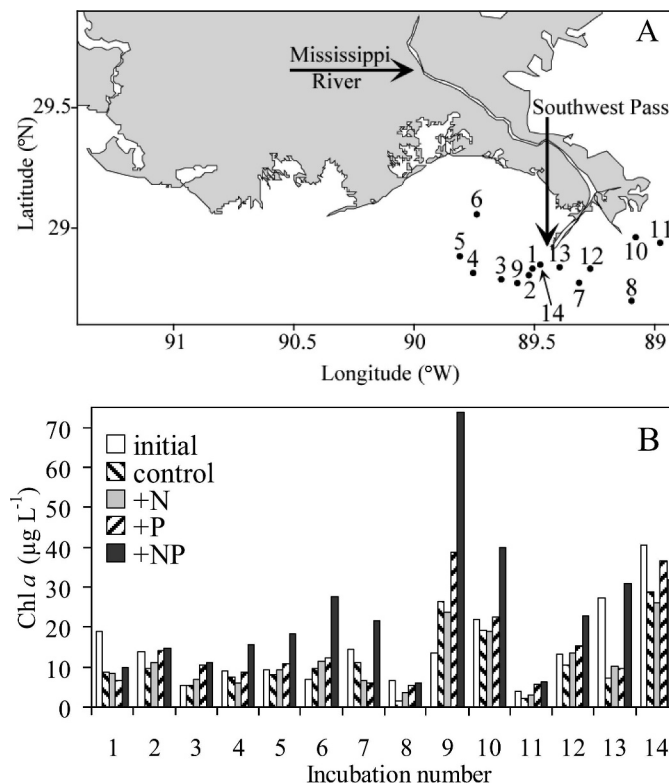 A
Mississippi
River
Southwest Pass
29.5
29
Latitude (°N)
6
5
4
3
9
2
1
13
12
14
7
10
11
8
91
90.5
90
89.5
89
Longitude (°W)
B
70
60
50
40
30
20
10
0
Chl a (µg L-1)
initial
control
+N
+P
+NP
1 2 3 4 5 6 7 8 9 10 11 12 13 14
Incubation number